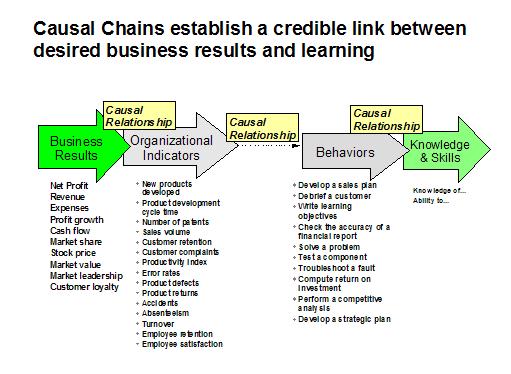 Causal Chains establish a credible link between
desired business results and learning
Causal
Relationship
Causal
Relationship
Causal
Relationship
Business
Results
Organizational
Indicators
Behaviors
Knowledge
& Skills
Net Profit
Revenue
Expenses
Profit growth
Cash flow
Market share
Stock price
Market value
Market leadership
Customer loyalty
+ New products
developed
+ Product development
cycle time
+ Number of patents
+ Sales volume
+ Customer retention
+ Customer complaints
+ Productivity Index
+ Error rates
+ Product defects
+ Product returns
+ Accidents
+ Absenteeism
+ Turnover
+ Employee retention
+ Employee satisfaction
+ Develop a sales plan
+ Debrief a customer
+ Write learning
objectives
+ Check the accuracy of a
financial report
+ Solve a problem
+ Test a component
+ Troubleshoot a fault
+ Compute return on
investment
+ Perform a competitive
analysis
+ Develop a strategic plan
Knowledge of...
Ability to...